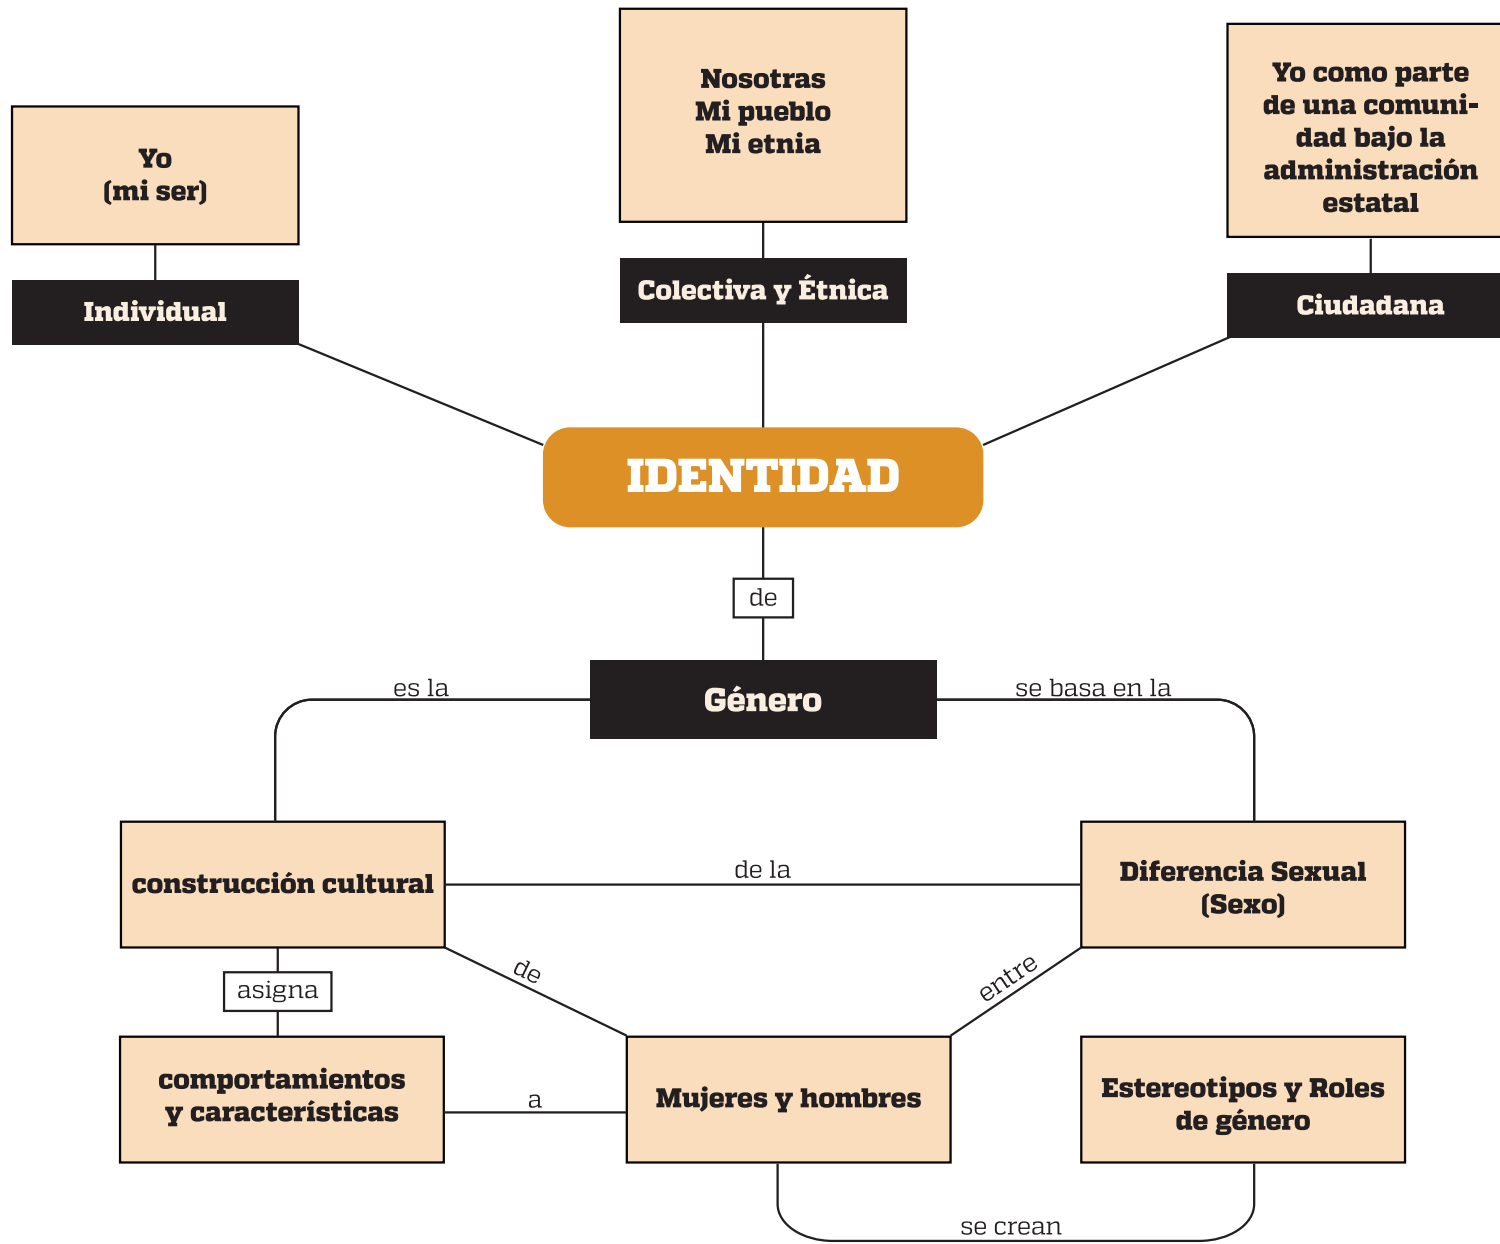 Nosotras
Mi pueblo
Mi etnia
Yo como parte
de una comuni-
dad bajo la
administración
estatal
Yo
(mi ser)
Individual
Colectiva y Étnica
Ciudadana
IDENTIDAD
de
Género
es la
se basa en la
construcción cultural
de la
Diferencia Sexual
(Sexo)
asigna
de
entre
comportamientos
y características
a
Mujeres y hombres
Estereotipos y Roles
de género
se crean